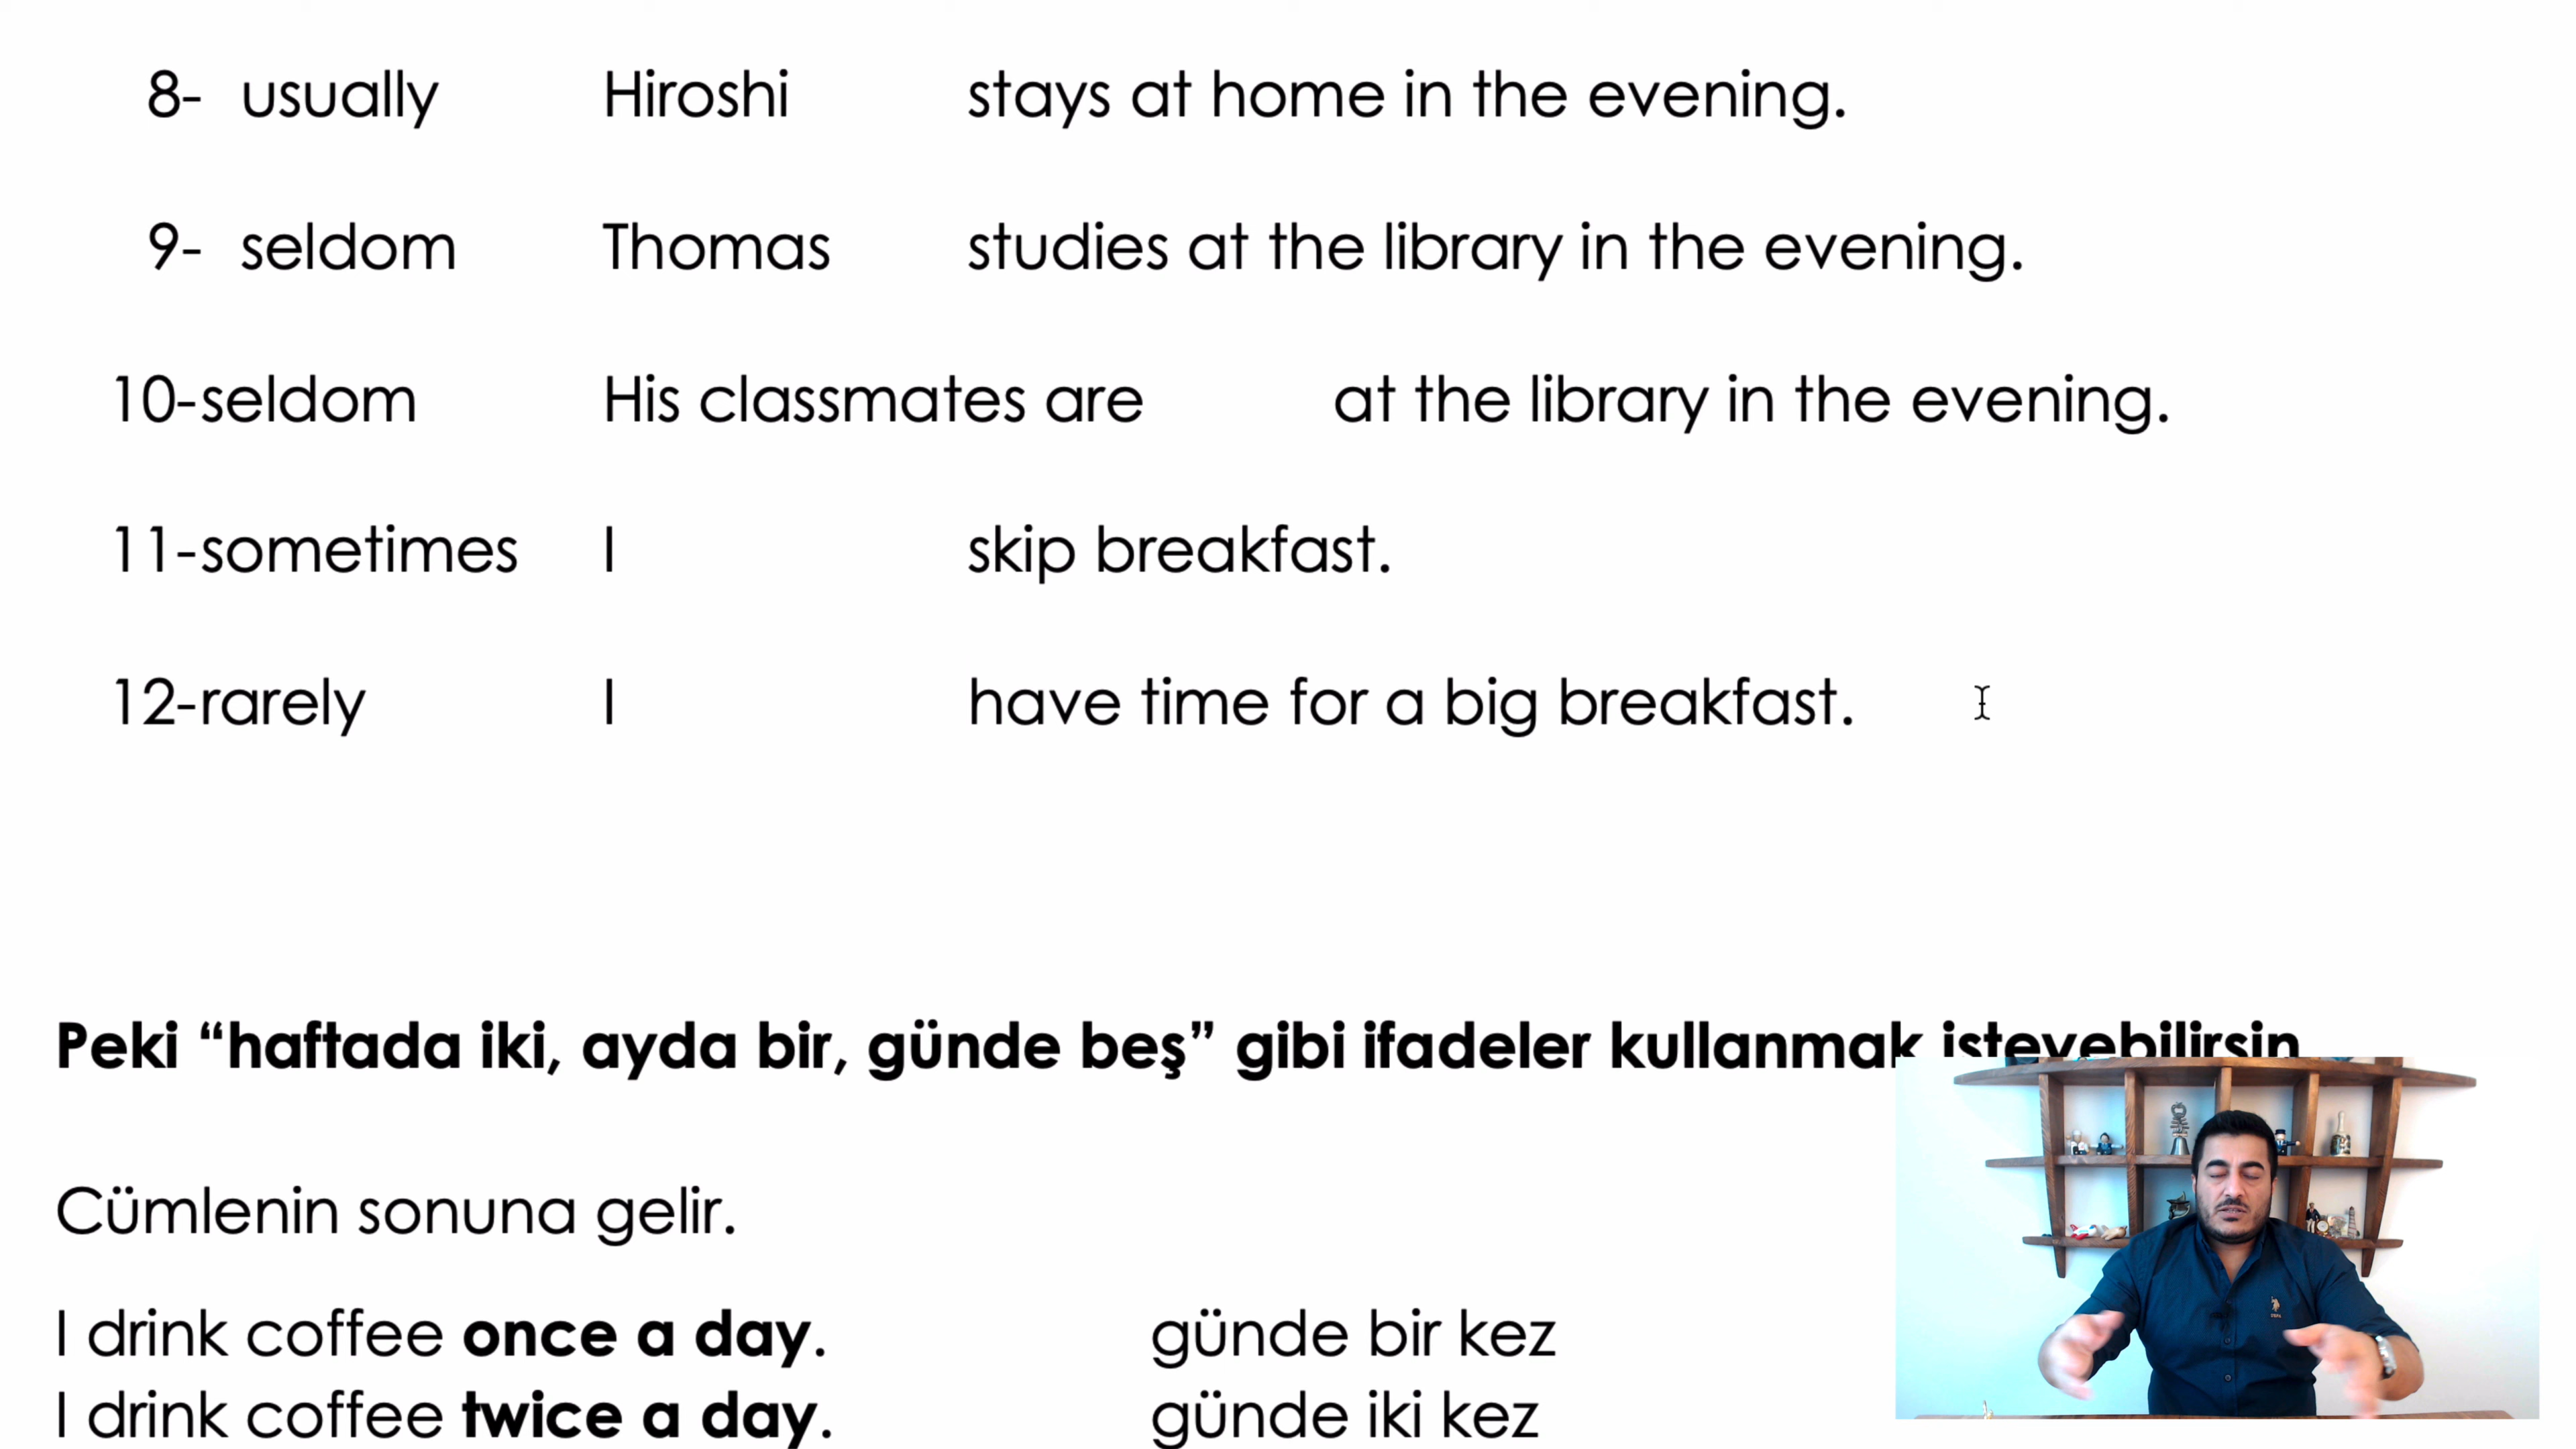 8- usually Hiroshi stays at home in the evening.
9- seldom Thomas studies at the library in the evening.
10-seldom His classmates are at the library in the evening.
11-sometimes I skip breakfast.
12-rarely I have time for a big breakfast.
Peki “haftada iki, ayda bir, günde beş” gibi ifadeler kullanmak isteyebilirsin
Cümlenin sonuna gelir.
I drink coffee once a day. günde bir kez
I drink coffee twice a day. günde iki kez